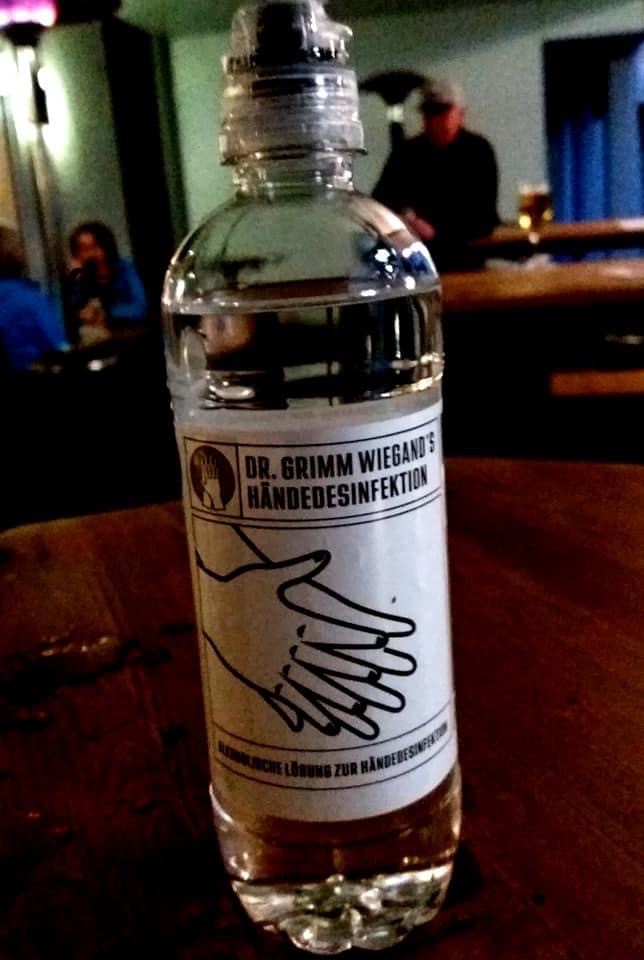 DR. GRIMM WIEGAND'S
HÄNDEDESINFEKTION
ALKOHOLISCHE LÖSUNG ZUR HÄNDEDESINFEKTION